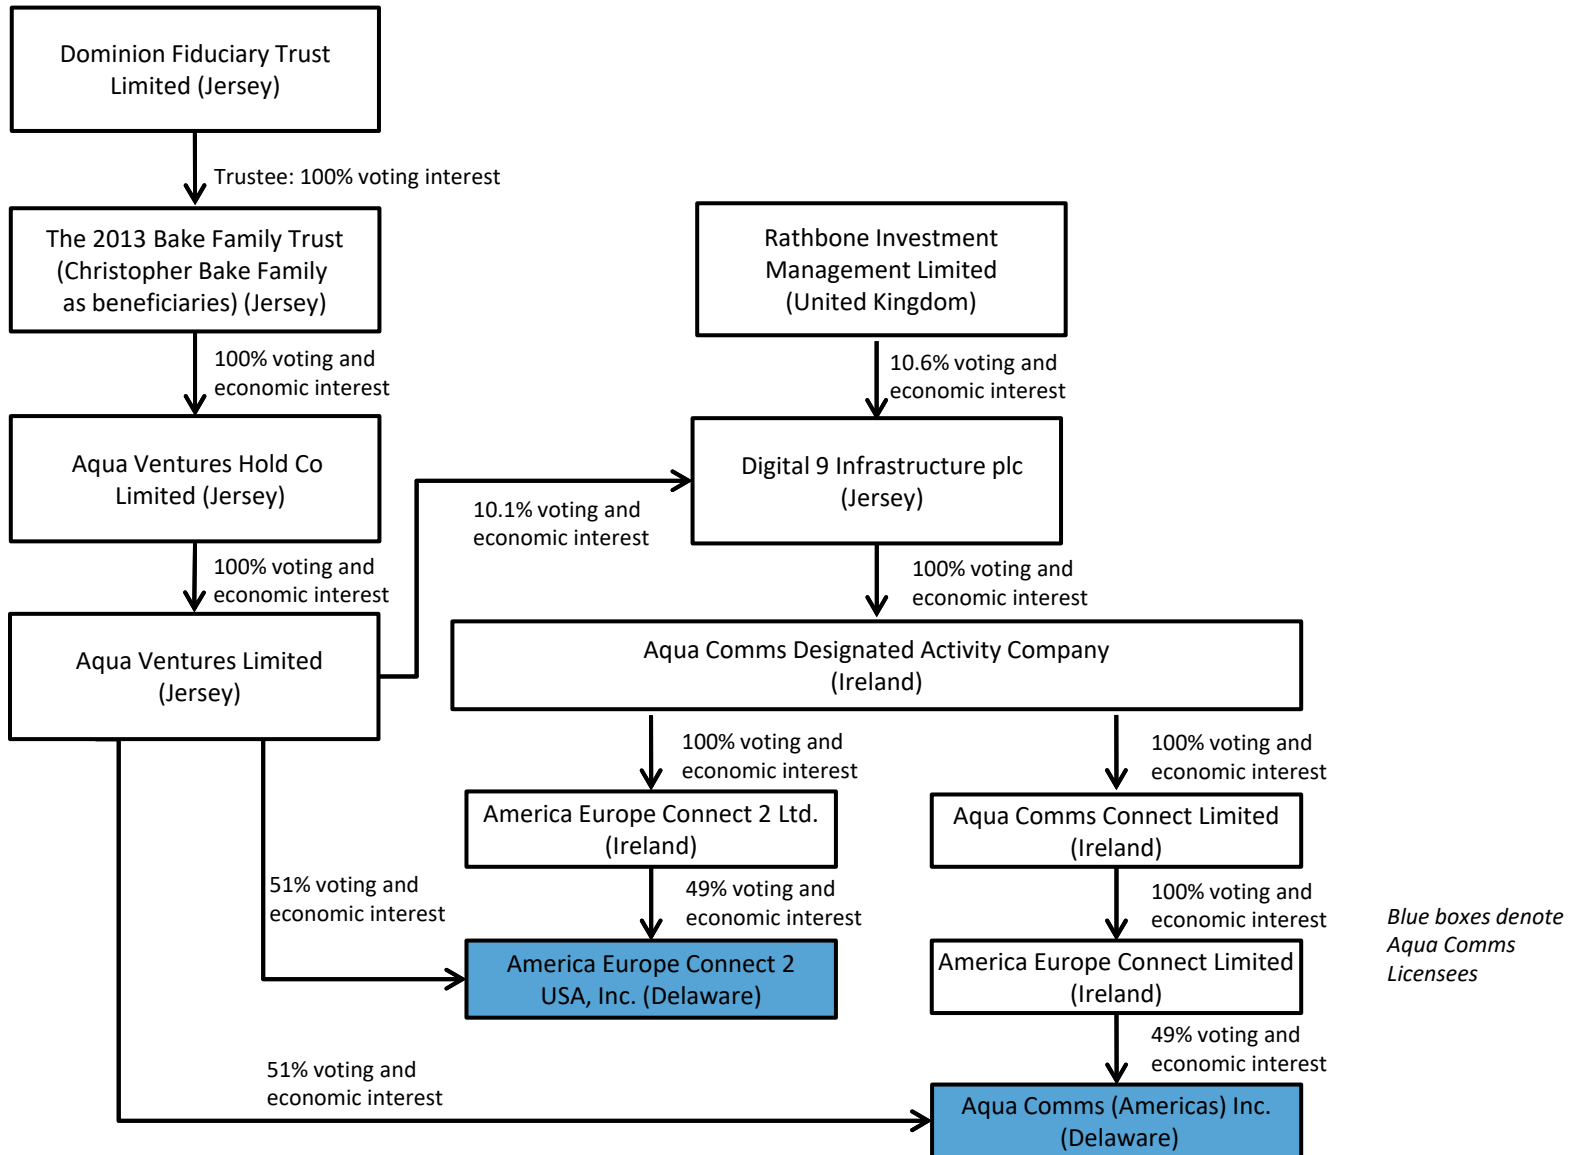 Dominion Fiduciary Trust
Limited (Jersey)
Trustee: 100% voting interest
The 2013 Bake Family Trust
(Christopher Bake Family
as beneficiaries) (Jersey)
Rathbone Investment
Management Limited
(United Kingdom)
100% voting and
economic interest
10.6% voting and
economic interest
Aqua Ventures Hold Co
Limited (Jersey)
Digital 9 Infrastructure plc
(Jersey)
10.1% voting and
economic interest
100% voting and
economic interest
100% voting and
economic interest
Aqua Ventures Limited
(Jersey)
Aqua Comms Designated Activity Company
(Ireland)
100% voting and
economic interest
100% voting and
economic interest
America Europe Connect 2 Ltd.
(Ireland)
Aqua Comms Connect Limited
(Ireland)
51% voting and
economic interest
49% voting and
economic interest
100% voting and
economic interest
Blue boxes denote
Aqua Comms
Licensees
America Europe Connect 2
USA, Inc. (Delaware)
America Europe Connect Limited
(Ireland)
51% voting and
economic interest
49% voting and
economic interest
Aqua Comms (Americas) Inc.
(Delaware)